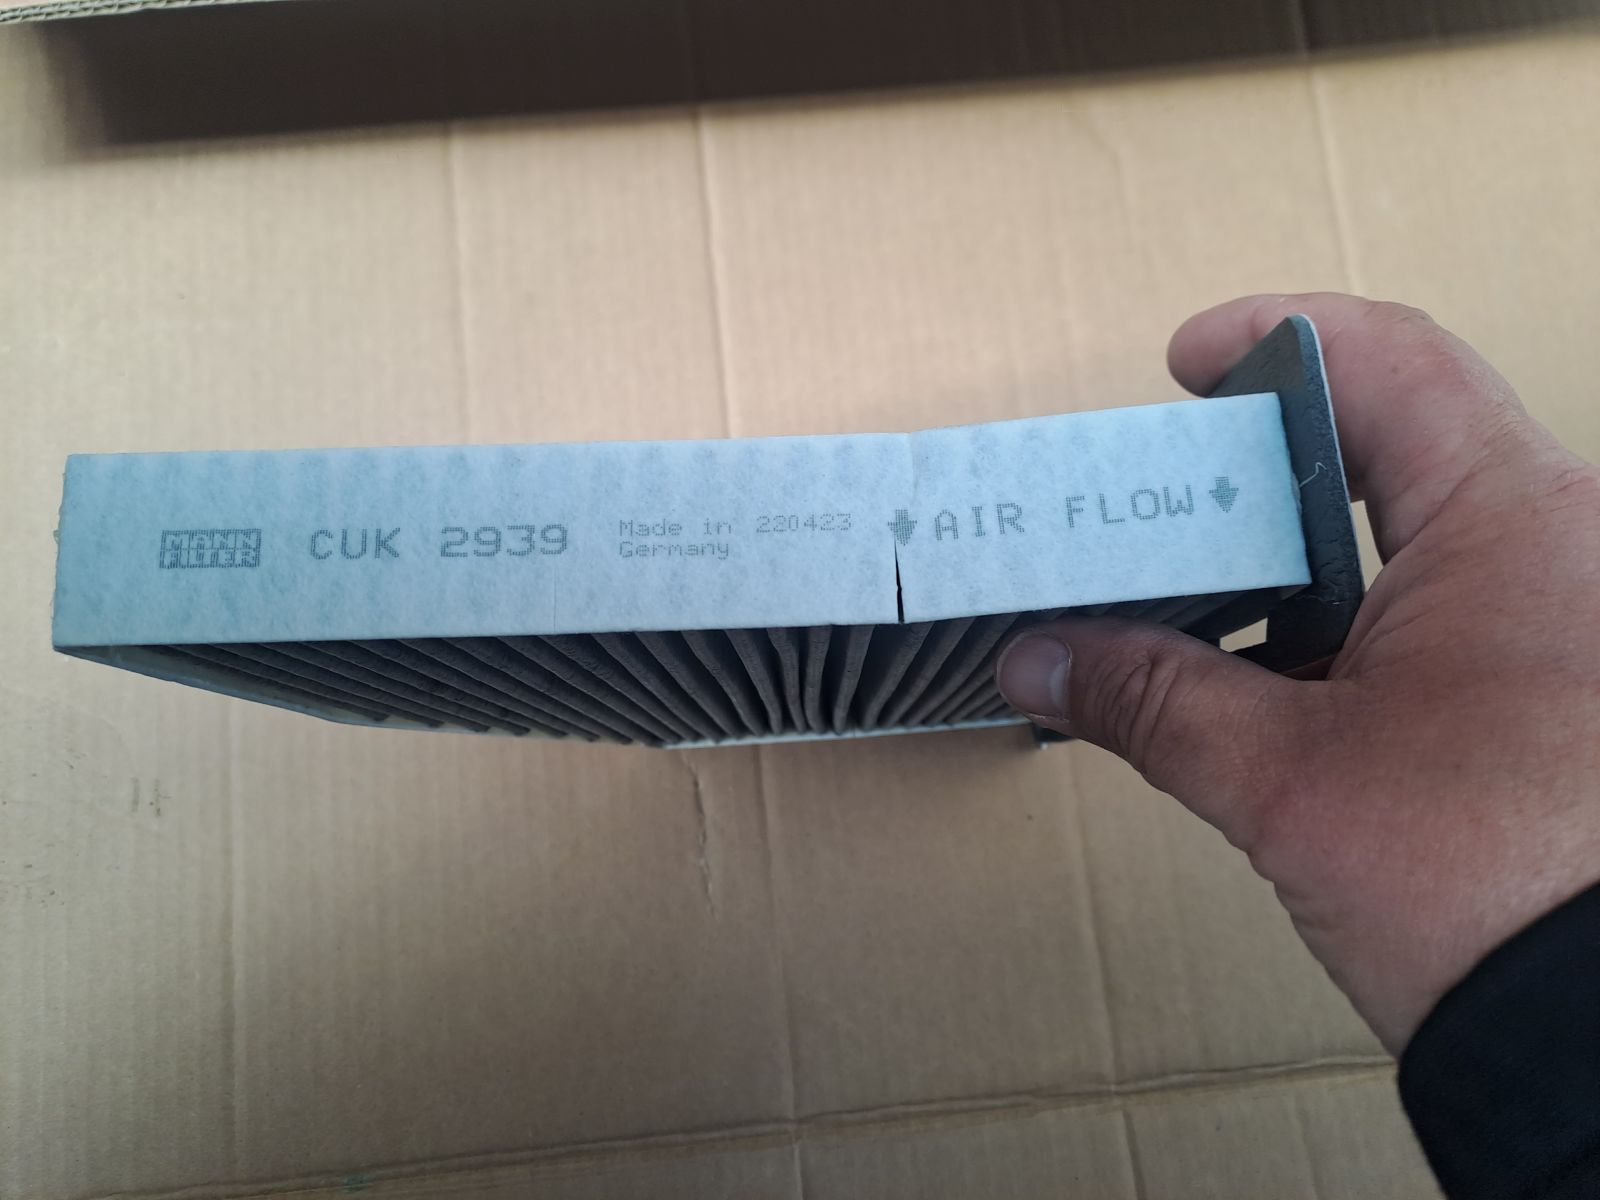 MANN FILTER
CUK 2939
Made in 220423
Germany
AIR FLOW